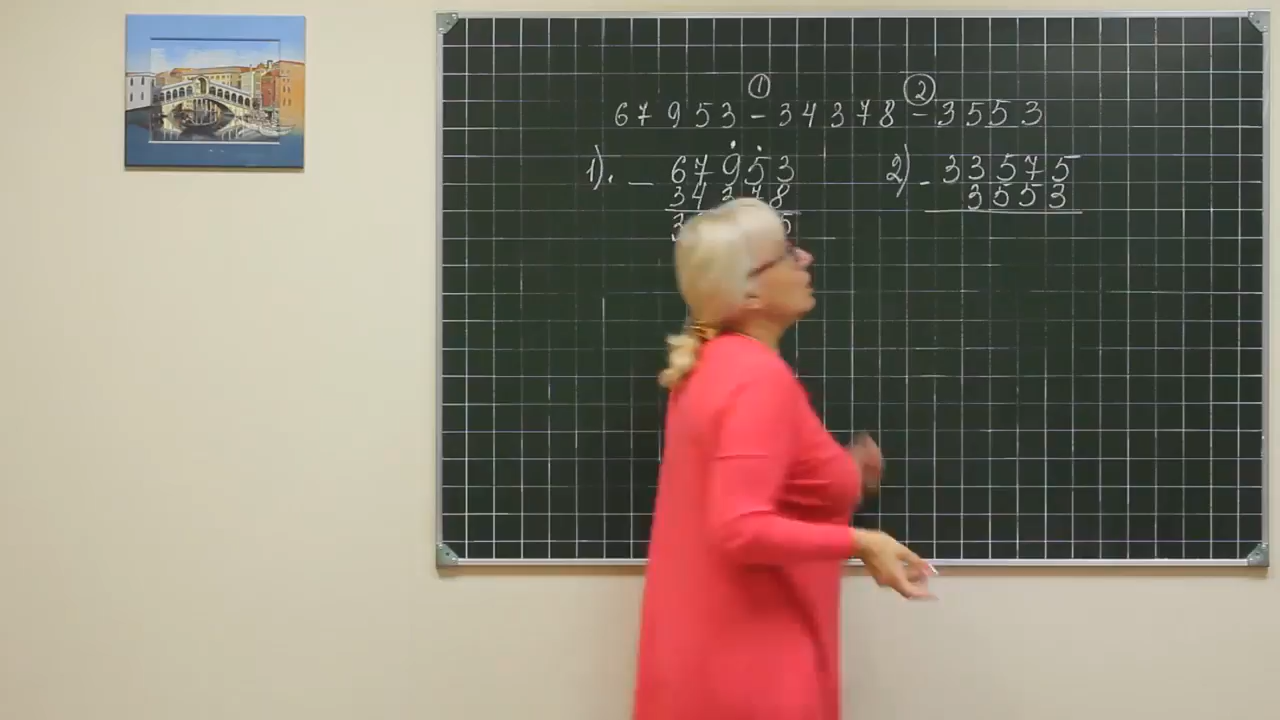 ① ②
67953 - 34378 - 3553
1). - 67953 2) - 33575
34378 3553